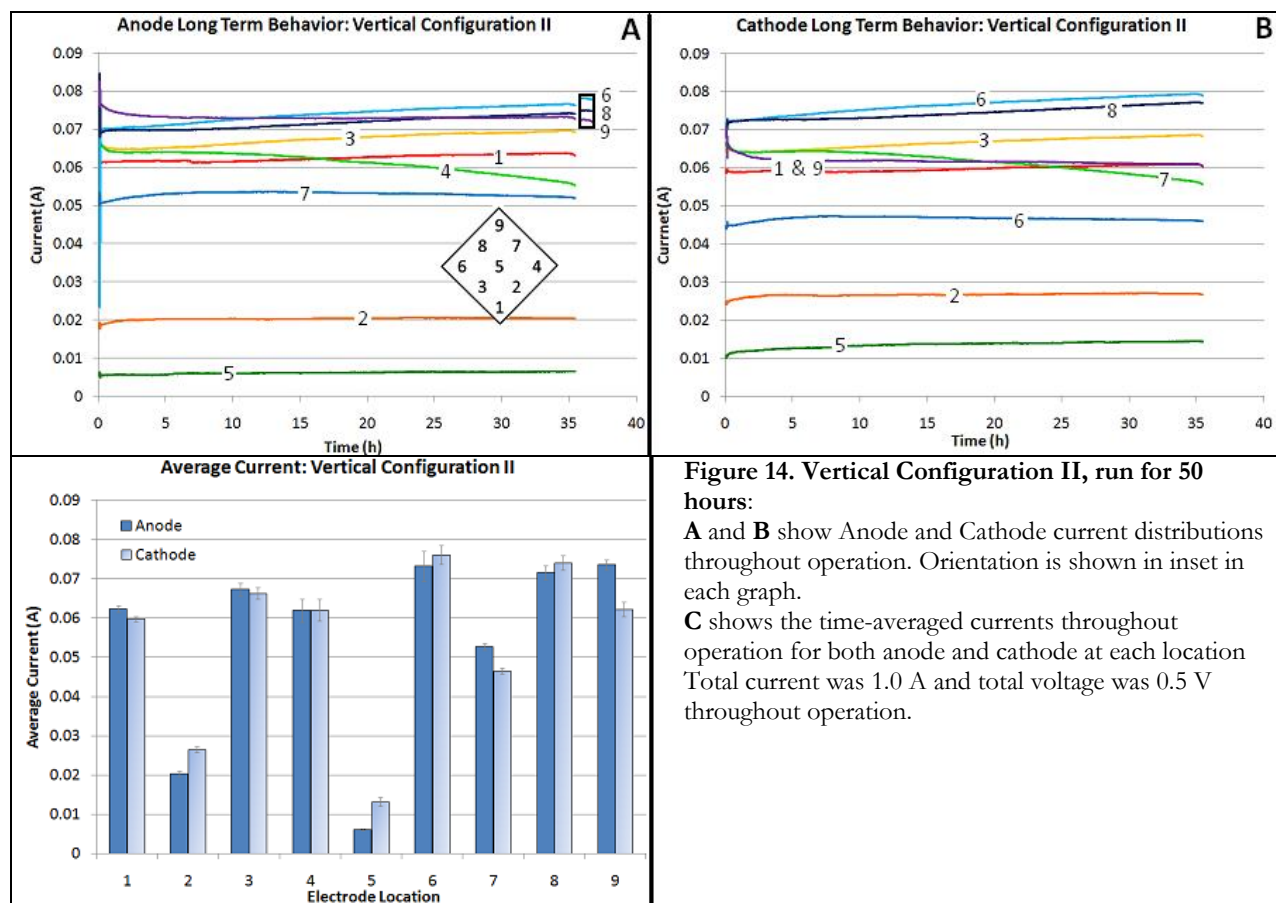 Anode Long Term Behavior: Vertical Configuration II
A
0.09
0.08
0.07
0.06
0.05
0.04
0.03
0.02
0.01
0
Current (A)
6
8
9
3
1
4
7
9
8 7
6 5 4
3 2
1
2
5
0 5 10 15 20 25 30 35 40
Time (h)
Cathode Long Term Behavior: Vertical Configuration II
B
0.09
0.08
0.07
0.06
0.05
0.04
0.03
0.02
0.01
0
Currnet (A)
6
8
3
1 & 9
7
6
2
5
0 5 10 15 20 25 30 35 40
Time (h)
Average Current: Vertical Configuration II
0.09
0.08
0.07
0.06
0.05
0.04
0.03
0.02
0.01
0
Average Current (A)
Anode
Cathode
1 2 3 4 5 6 7 8 9
Electrode Location
Figure 14. Vertical Configuration II, run for 50
hours:
A and B show Anode and Cathode current distributions
throughout operation. Orientation is shown in inset in
each graph.
C shows the time-averaged currents throughout
operation for both anode and cathode at each location
Total current was 1.0 A and total voltage was 0.5 V
throughout operation.